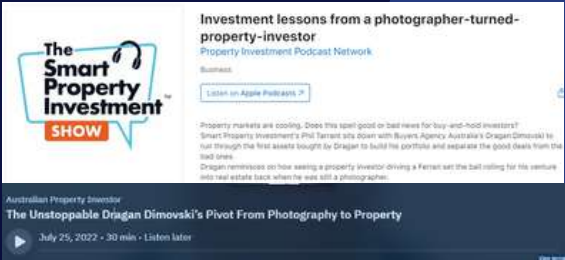 The
Smart
Property
Investment™
SHOW
Investment lessons from a photographer-turned-
property-investor
Property Investment Podcast Network
Business
Listen on Apple Podcasts ↗
Property markets are cooling. Does this spell good or bad news for buy-and-hold investors?
Smart Property Investment's Phil Tarrant sits down with Buyers Agency Australia's Dragan Dimovski to
run through the first assets bought by Dragan to build his portfolio and separate the good deals from the
bad ones.
Dragan reminisces on how seeing a property investor driving a Ferrari set the ball rolling for his venture
into real estate back when he was still a photographer.
Australian Property Investor
The Unstoppable Dragan Dimovski's Pivot From Photography to Property
July 25, 2022 • 30 min • Listen later